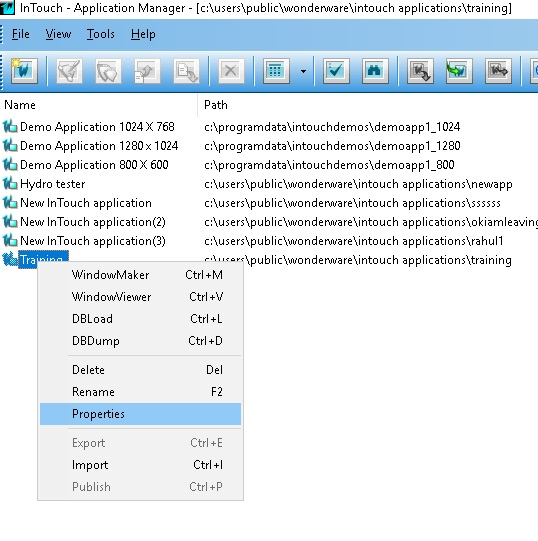 InTouch - Application Manager - [c:\users\public\wonderware\intouch applications\training]
File View Tools Help
Name Path
Demo Application 1024 X 768 c:\programdata\intouchdemos\demoapp1_1024
Demo Application 1280 x 1024 c:\programdata\intouchdemos\demoapp1_1280
Demo Application 800 X 600 c:\programdata\intouchdemos\demoapp1_800
Hydro tester c:\users\public\wonderware\intouch applications\newapp
New InTouch application c:\users\public\wonderware\intouch applications\ssssss
New InTouch application(2) c:\users\public\wonderware\intouch applications\okiamleaving
New InTouch application(3) c:\users\public\wonderware\intouch applications\rahul1
Training c:\users\public\wonderware\intouch applications\training
WindowMaker Ctrl+M
WindowViewer Ctrl+V
DBLoad Ctrl+L
DBDump Ctrl+D
Delete Del
Rename F2
Properties
Export Ctrl+E
Import Ctrl+I
Publish Ctrl+P